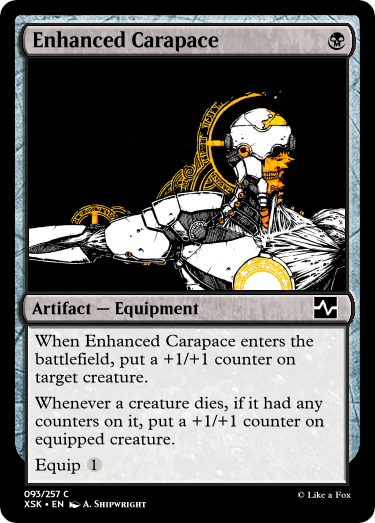 Enhanced Carapace
Artifact — Equipment
When Enhanced Carapace enters the
battlefield, put a +1/+1 counter on
target creature.
Whenever a creature dies, if it had any
counters on it, put a +1/+1 counter on
equipped creature.
Equip 1
093/257 C
XSK • EN A. Shipwright
© Like a Fox